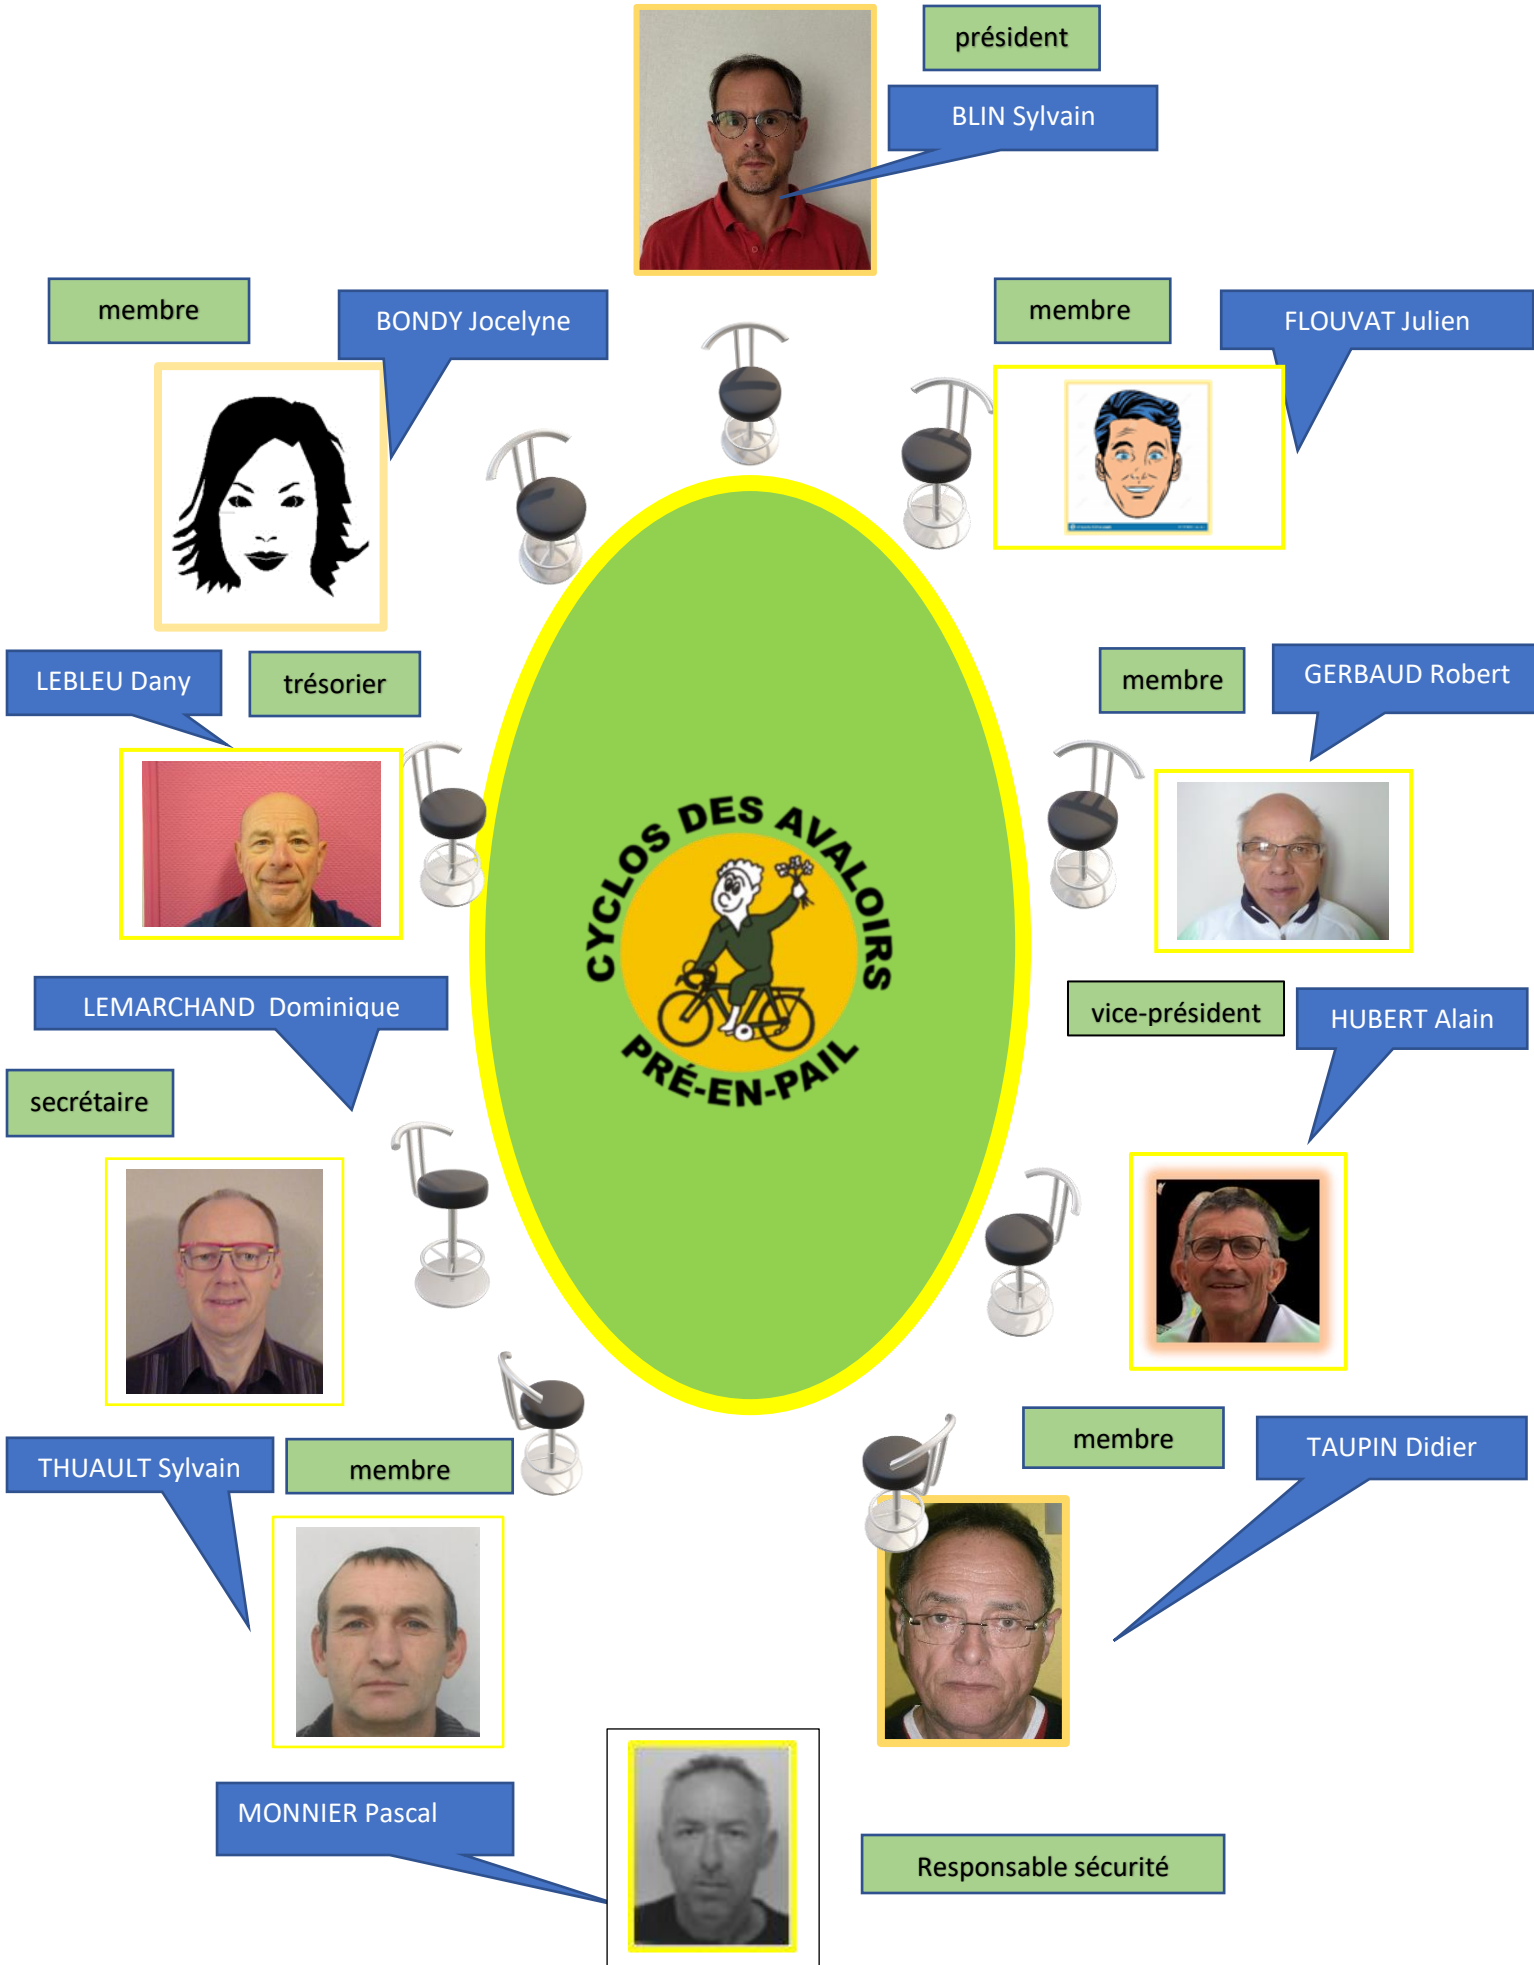 président
BLIN Sylvain
membre
BONDY Jocelyne
membre
FLOUVAT Julien
LEBLEU Dany
trésorier
membre
GERBAUD Robert
CYCLOS DES AVALOIRS
PRÉ-EN-PAIL
LEMARCHAND Dominique
vice-président
HUBERT Alain
secrétaire
THUAULT Sylvain
membre
membre
TAUPIN Didier
MONNIER Pascal
Responsable sécurité